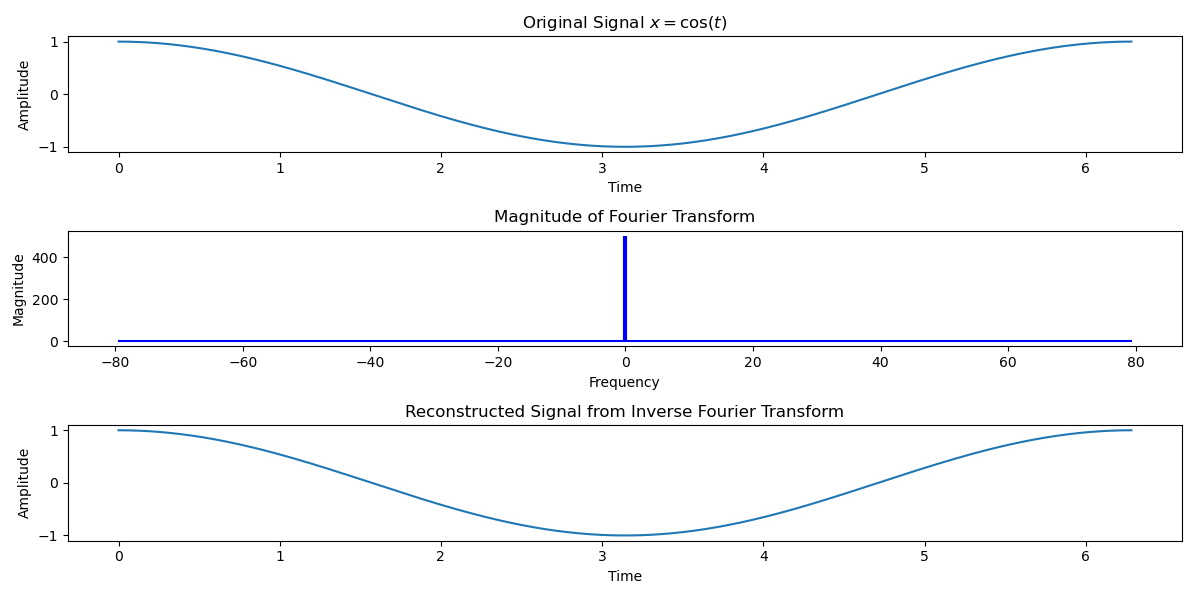 Original Signal x = cos(t)
1
0
−1
Amplitude
0 1 2 3 4 5 6
Time
Magnitude of Fourier Transform
400
200
0
Magnitude
−80 −60 −40 −20 0 20 40 60 80
Frequency
Reconstructed Signal from Inverse Fourier Transform
1
0
−1
Amplitude
0 1 2 3 4 5 6
Time